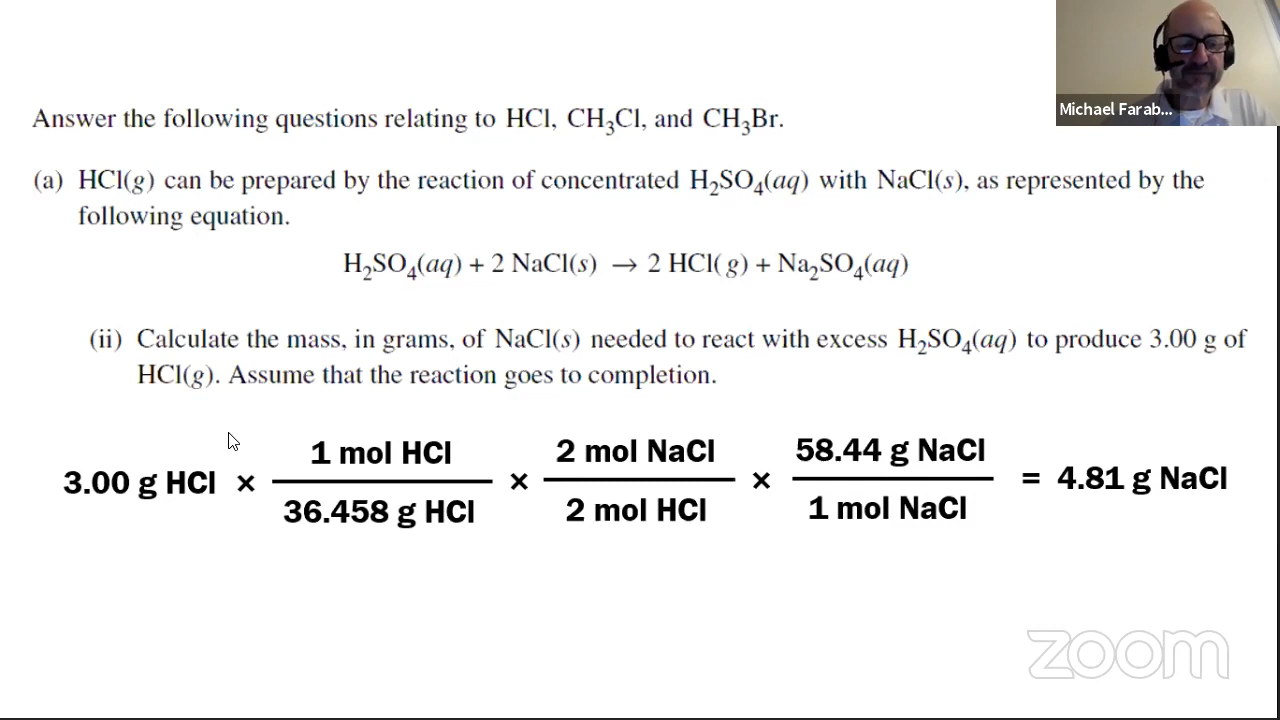 Michael Farab...
Answer the following questions relating to HCl, CH₃Cl, and CH₃Br.
(a) HCl(g) can be prepared by the reaction of concentrated H₂SO₄(aq) with NaCl(s), as represented by the
following equation.
H₂SO₄(aq) + 2 NaCl(s) → 2 HCl(g) + Na₂SO₄(aq)
(ii) Calculate the mass, in grams, of NaCl(s) needed to react with excess H₂SO₄(aq) to produce 3.00 g of
HCl(g). Assume that the reaction goes to completion.
3.00 g HCl × 1 mol HCl / 36.458 g HCl × 2 mol NaCl / 2 mol HCl × 58.44 g NaCl / 1 mol NaCl = 4.81 g NaCl
zoom